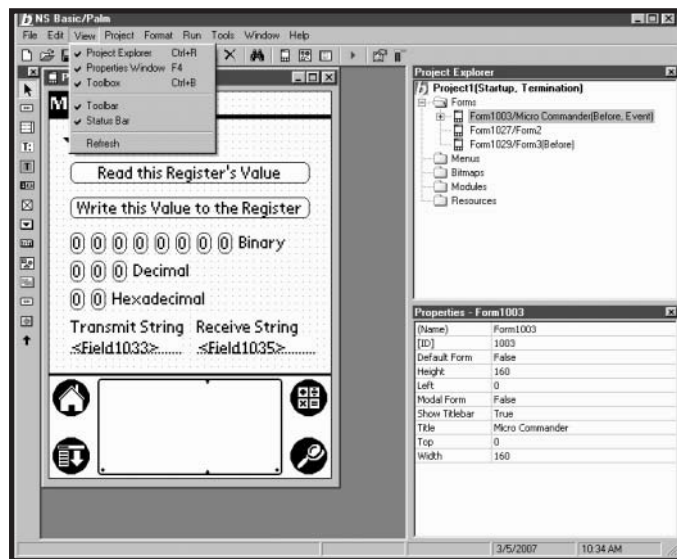 NS Basic/Palm
File Edit View Project Format Run Tools Window Help
Project Explorer Ctrl+R
Properties Window F4
Toolbox Ctrl+B
Toolbar
Status Bar
Refresh
Read this Register's Value
Write this Value to the Register
0 0 0 0 0 0 0 0 Binary
0 0 0 Decimal
0 0 Hexadecimal
Transmit String Receive String
<Field1033> <Field1035>
Project Explorer
Project1(Startup, Termination)
Forms
Form1003/Micro Commander(Before, Event)
Form1027/Form2
Form1029/Form3(Before)
Menus
Bitmaps
Modules
Resources
Properties - Form1003
(Name) Form1003
[ID] 1003
Default Form False
Height 160
Left 0
Modal Form False
Show Titlebar True
Title Micro Commander
Top 0
Width 160
3/5/2007 10:34 AM